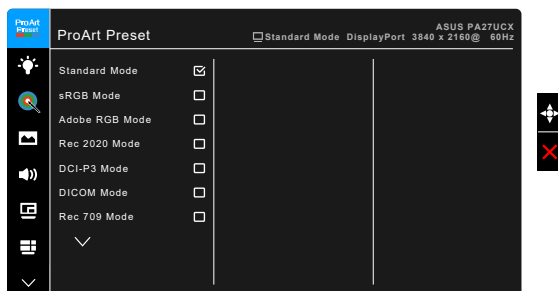 ProArt
Preset
ProArt Preset
ASUS PA27UCX
Standard Mode DisplayPort 3840 x 2160@ 60Hz
Standard Mode
sRGB Mode
Adobe RGB Mode
Rec 2020 Mode
DCI-P3 Mode
DICOM Mode
Rec 709 Mode